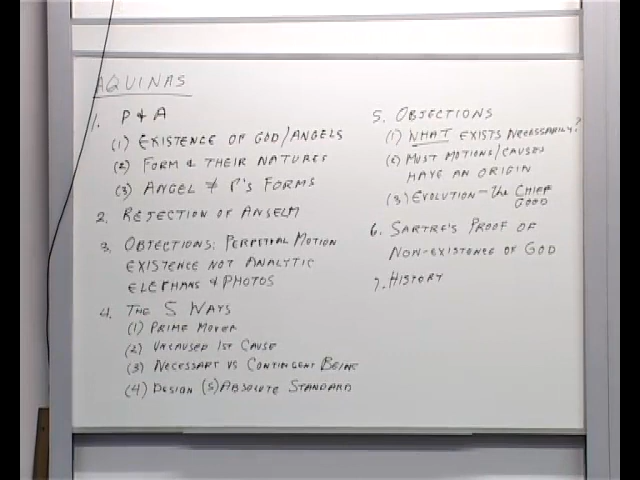 AQUINAS
1. P & A
(1) EXISTENCE OF GOD/ANGELS
(2) FORM & THEIR NATURES
(3) ANGEL ≠ P'S FORMS
2. REJECTION OF ANSELM
3. OBJECTIONS: PERPETUAL MOTION
EXISTENCE NOT ANALYTIC
ELEPHANS & PHOTOS
4. THE 5 WAYS
(1) PRIME MOVER
(2) UNCAUSED 1ST CAUSE
(3) NECESSARY VS CONTINGENT BEING
(4) DESIGN (5) ABSOLUTE STANDARD
5. OBJECTIONS
(1) WHAT EXISTS NECESSARILY?
(2) MUST MOTIONS/CAUSES
HAVE AN ORIGIN
(3) EVOLUTION - THE CHIEF
GOOD
6. SARTRE'S PROOF OF
NON-EXISTENCE OF GOD
7. HISTORY